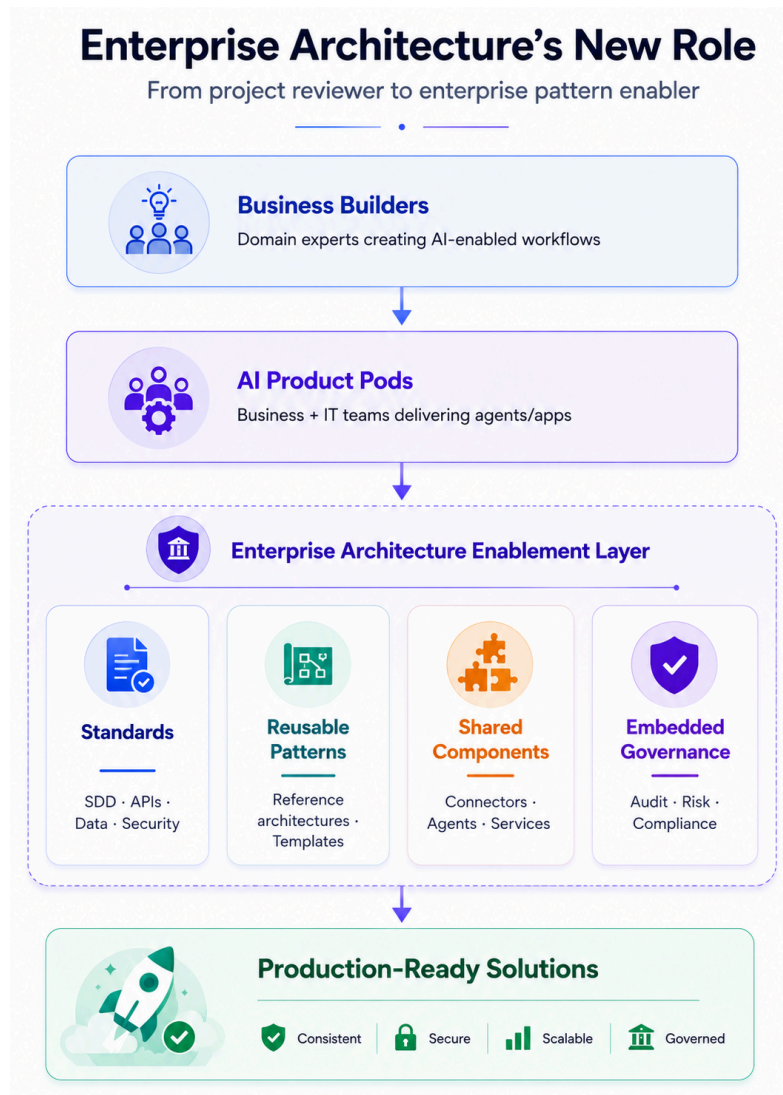 Enterprise Architecture’s New Role
From project reviewer to enterprise pattern enabler
Business Builders
Domain experts creating AI-enabled workflows
AI Product Pods
Business + IT teams delivering agents/apps
Enterprise Architecture Enablement Layer
Standards
SDD · APIs ·
Data · Security
Reusable
Patterns
Reference
architectures ·
Templates
Shared
Components
Connectors ·
Agents · Services
Embedded
Governance
Audit · Risk ·
Compliance
Production-Ready Solutions
Consistent
Secure
Scalable
Governed